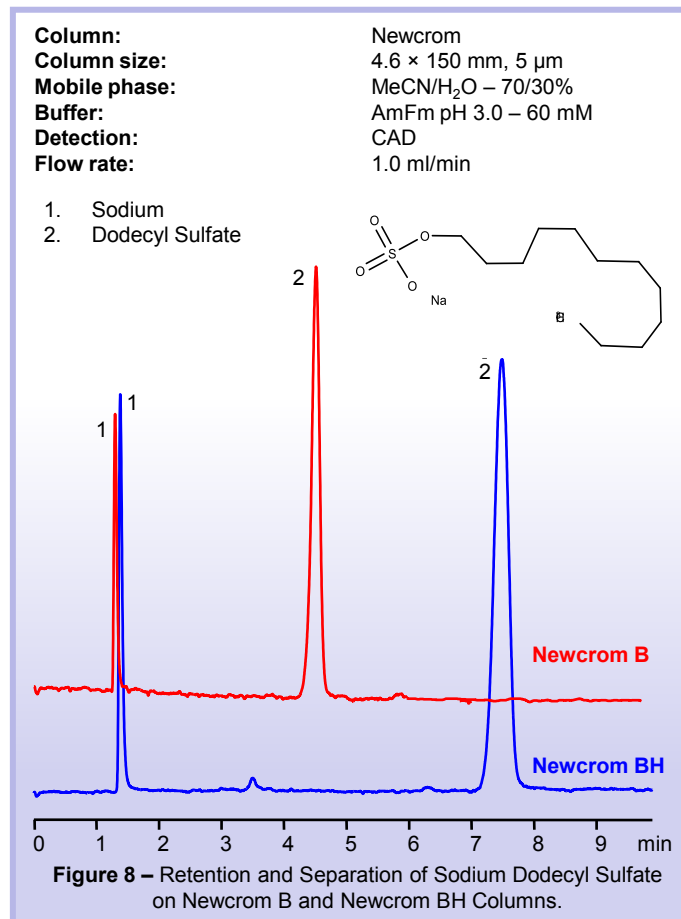 Column: Newcrom
Column size: 4.6 × 150 mm, 5 µm
Mobile phase: MeCN/H₂O – 70/30%
Buffer: AmFm pH 3.0 – 60 mM
Detection: CAD
Flow rate: 1.0 ml/min
1. Sodium
2. Dodecyl Sulfate
O
O
S
O
O
Na
2
2
1
1
Newcrom B
Newcrom BH
0 1 2 3 4 5 6 7 8 9 min
Figure 8 – Retention and Separation of Sodium Dodecyl Sulfate
on Newcrom B and Newcrom BH Columns.